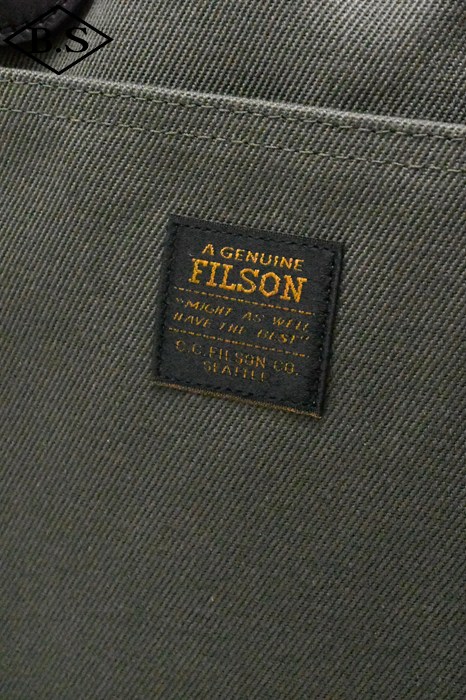 B.S
A GENUINE
FILSON
"MIGHT AS WELL
HAVE THE BEST"
C.C. FILSON CO.
SEATTLE